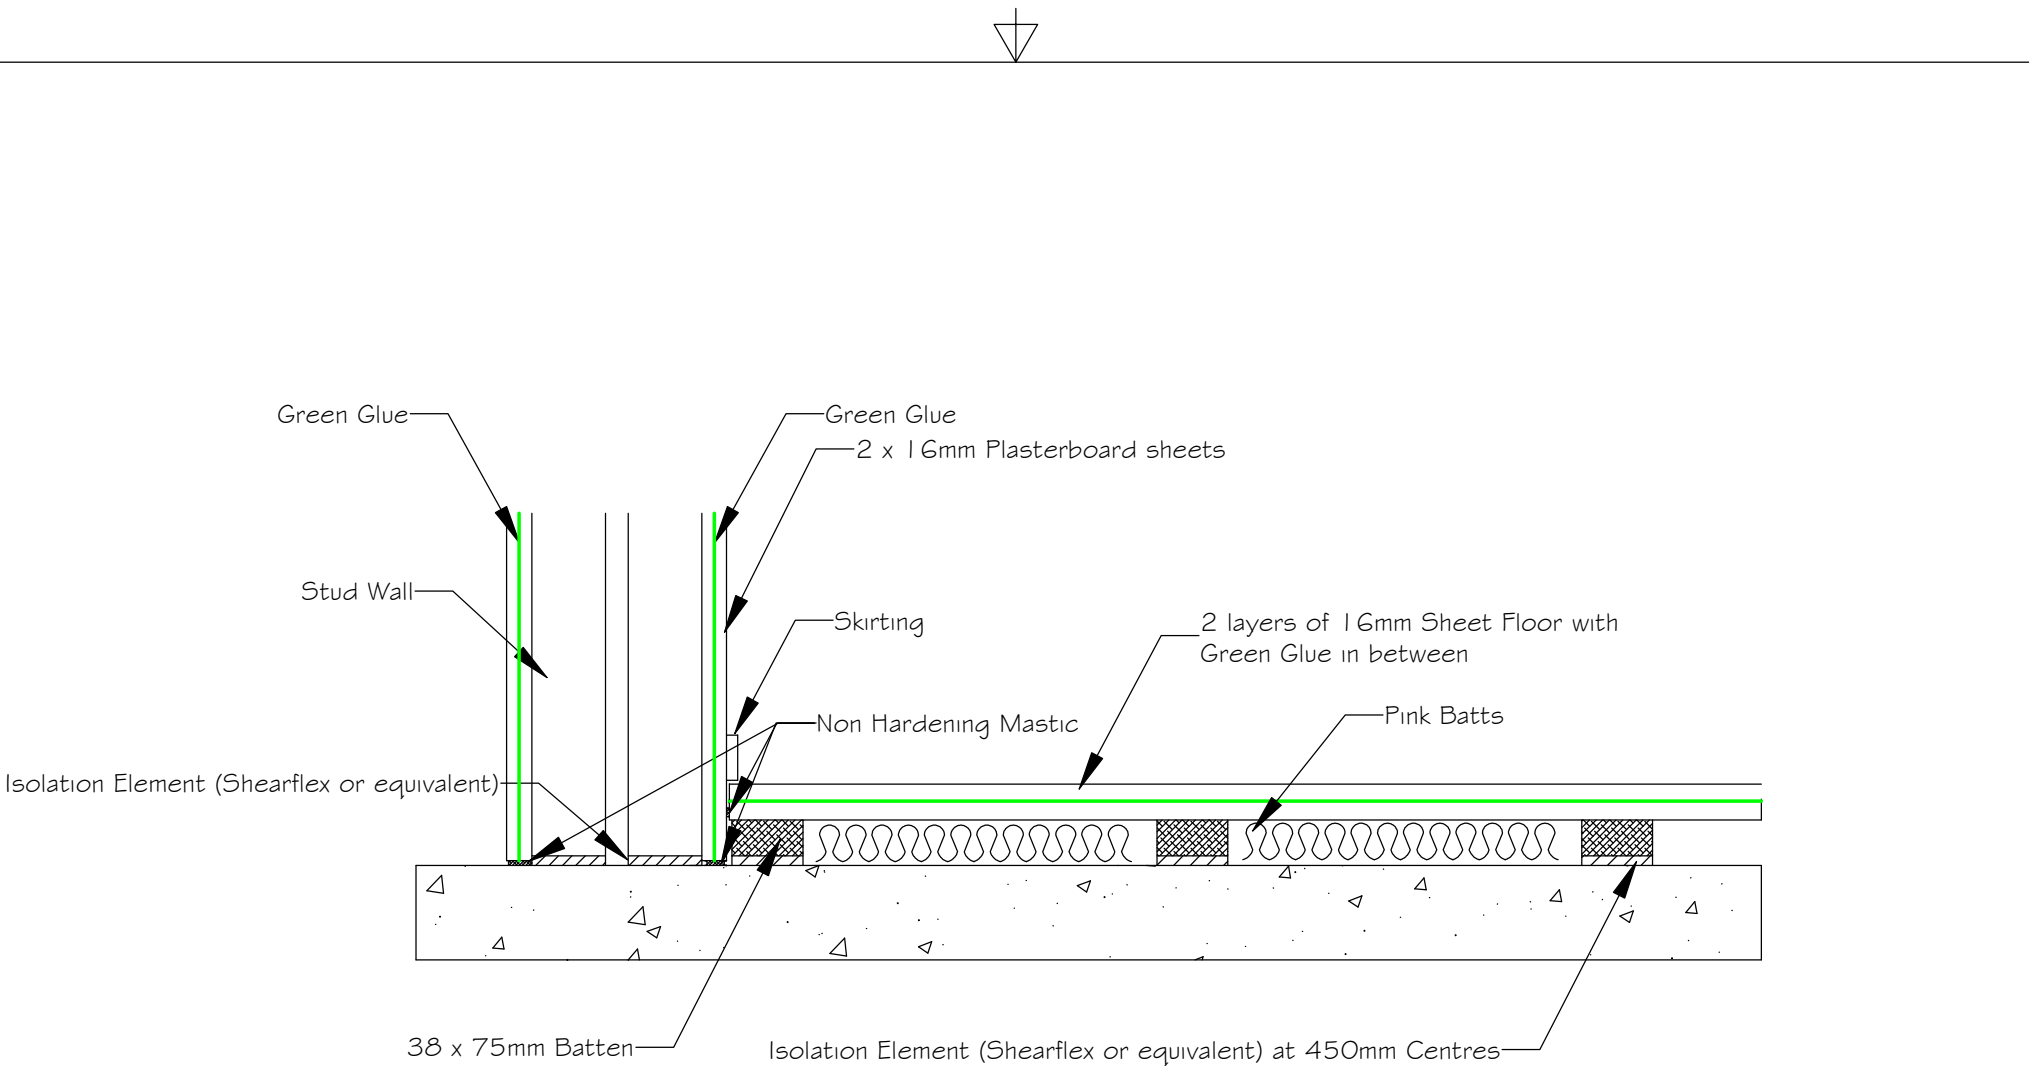 Green Glue
Green Glue
2 x 16mm Plasterboard sheets
Stud Wall
Skirting
2 layers of 16mm Sheet Floor with
Green Glue in between
Pink Batts
Non Hardening Mastic
Isolation Element (Shearflex or equivalent)
38 x 75mm Batten
Isolation Element (Shearflex or equivalent) at 450mm Centres